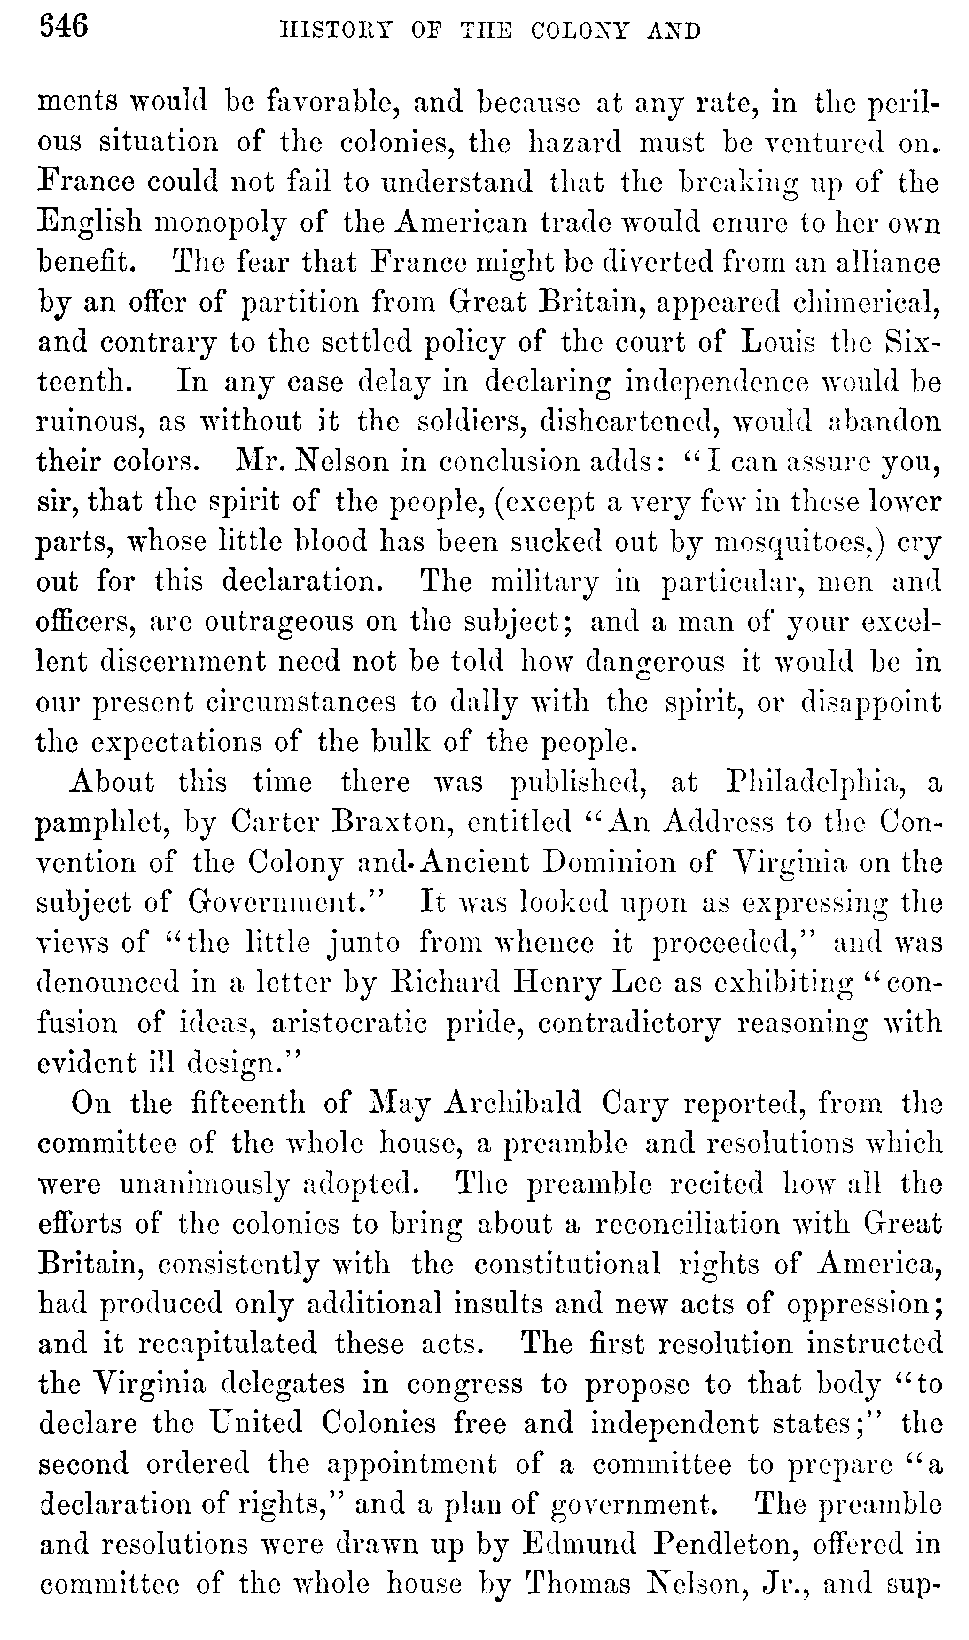 646 HISTORY OF THE COLONY AND
ments would be favorable, and because at any rate, in the peril-
ous situation of the colonies, the hazard must be ventured on.
France could not fail to understand that the breaking up of the
English monopoly of the American trade would enure to her own
benefit. The fear that France might be diverted from an alliance
by an offer of partition from Great Britain, appeared chimerical,
and contrary to the settled policy of the court of Louis the Six-
teenth. In any case delay in declaring independence would be
ruinous, as without it the soldiers, disheartened, would abandon
their colors. Mr. Nelson in conclusion adds: “I can assure you,
sir, that the spirit of the people, (except a very few in these lower
parts, whose little blood has been sucked out by mosquitoes,) cry
out for this declaration. The military in particular, men and
officers, are outrageous on the subject; and a man of your excel-
lent discernment need not be told how dangerous it would be in
our present circumstances to dally with the spirit, or disappoint
the expectations of the bulk of the people.
About this time there was published, at Philadelphia, a
pamphlet, by Carter Braxton, entitled “An Address to the Con-
vention of the Colony and Ancient Dominion of Virginia on the
subject of Government.” It was looked upon as expressing the
views of “the little junto from whence it proceeded,” and was
denounced in a letter by Richard Henry Lee as exhibiting “con-
fusion of ideas, aristocratic pride, contradictory reasoning with
evident ill design.”
On the fifteenth of May Archibald Cary reported, from the
committee of the whole house, a preamble and resolutions which
were unanimously adopted. The preamble recited how all the
efforts of the colonies to bring about a reconciliation with Great
Britain, consistently with the constitutional rights of America,
had produced only additional insults and new acts of oppression;
and it recapitulated these acts. The first resolution instructed
the Virginia delegates in congress to propose to that body “to
declare the United Colonies free and independent states;” the
second ordered the appointment of a committee to prepare “a
declaration of rights,” and a plan of government. The preamble
and resolutions were drawn up by Edmund Pendleton, offered in
committee of the whole house by Thomas Nelson, Jr., and sup-